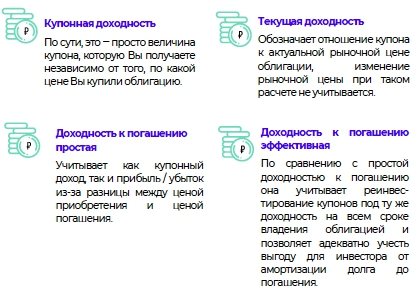 Купонная доходность
По сути, это – просто величина
купона, которую Вы получаете
независимо от того, по какой
цене Вы купили облигацию.
Текущая доходность
Обозначает отношение купона
к актуальной рыночной цене
облигации, изменение
рыночной цены при таком
расчете не учитывается.
Доходность к погашению
простая
Учитывает как купонный
доход, так и прибыль / убыток
из-за разницы между ценой
приобретения и ценой
погашения.
Доходность к погашению
эффективная
По сравнению с простой
доходностью к погашению
она учитывает реинвес-
тирование купонов под ту же
доходность на всем сроке
владения облигацией и
позволяет адекватно учесть
выгоду для инвестора от
амортизации долга до
погашения.